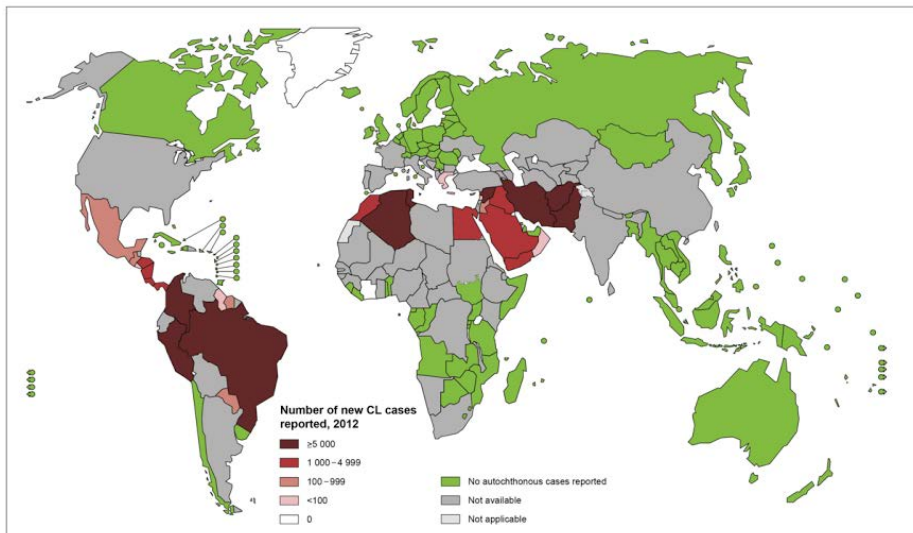 Number of new CL cases
reported, 2012
≥5 000
1 000–4 999
100–999
<100
0
No autochthonous cases reported
Not available
Not applicable